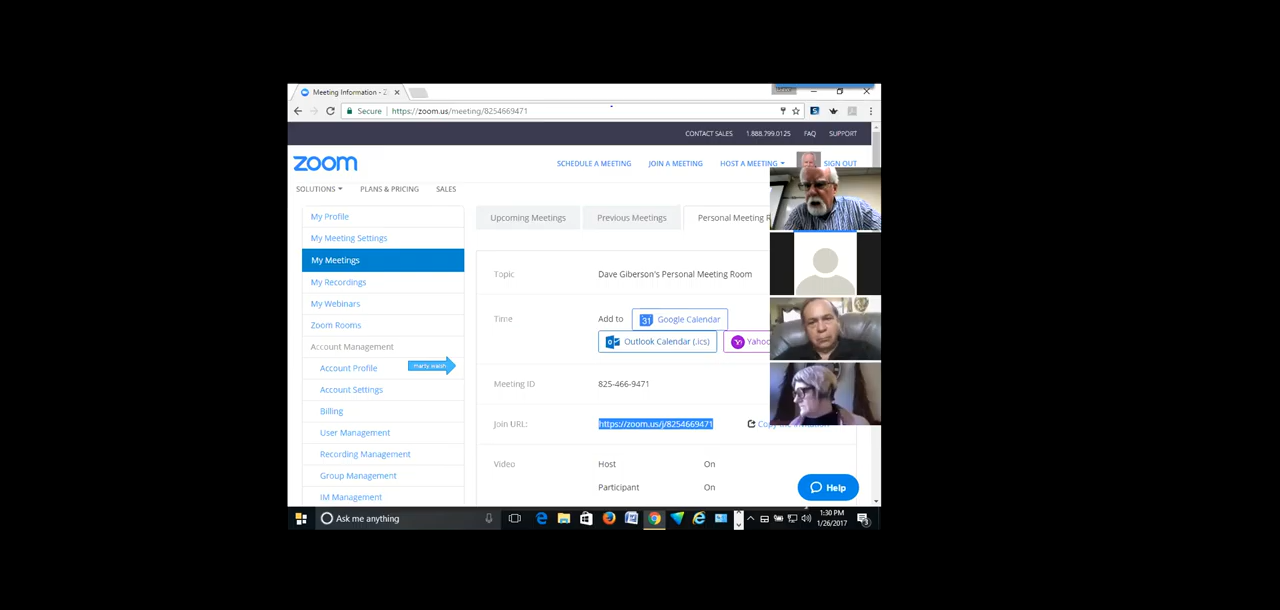 Meeting Information - Z
Secure https://zoom.us/meeting/8254669471
CONTACT SALES 1.888.799.0125 FAQ SUPPORT
zoom
SCHEDULE A MEETING JOIN A MEETING HOST A MEETING SIGN OUT
SOLUTIONS PLANS & PRICING SALES
My Profile
My Meeting Settings
My Meetings
My Recordings
My Webinars
Zoom Rooms
Account Management
Account Profile
Account Settings
Billing
User Management
Recording Management
Group Management
IM Management
Upcoming Meetings Previous Meetings Personal Meeting R
Topic Dave Giberson's Personal Meeting Room
Time Add to 31 Google Calendar
Outlook Calendar (.ics) Yahoo
Meeting ID 825-466-9471
Join URL: https://zoom.us/j/8254669471
Video Host On
Participant On
Help
Ask me anything
1:30 PM
1/26/2017